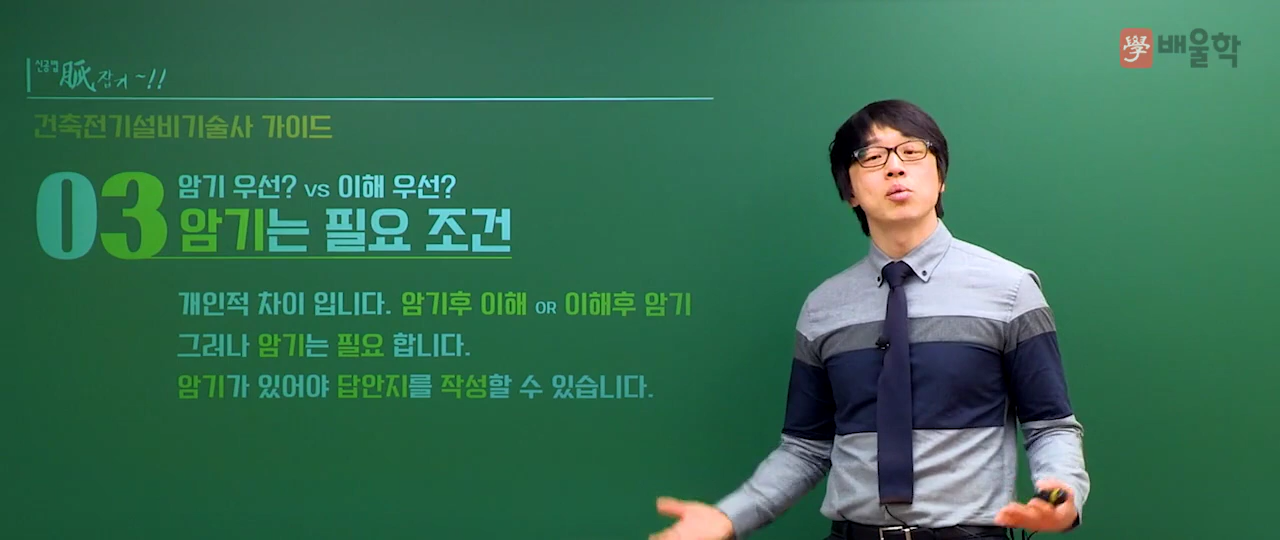 신공법 脈 잡기 ~!!
學 배울학
건축전기설비기술사 가이드
03
암기 우선? vs 이해 우선?
암기는 필요 조건
개인적 차이 입니다. 암기후 이해 OR 이해후 암기
그러나 암기는 필요 합니다.
암기가 있어야 답안지를 작성할 수 있습니다.